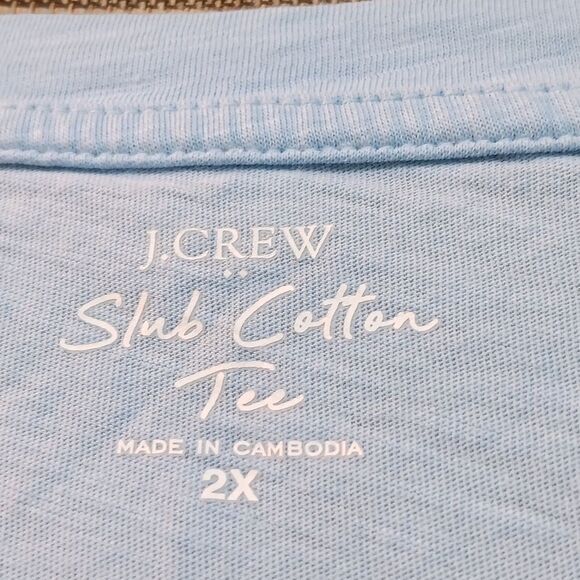 J.CREW
Slub Cotton
Tee
MADE IN CAMBODIA
2X